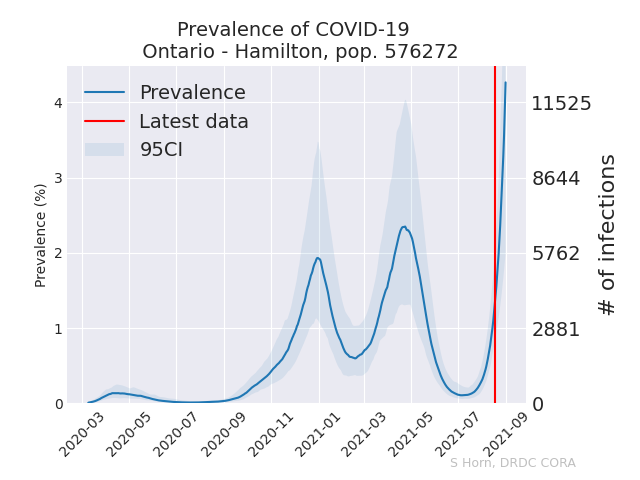 Prevalence of COVID-19
Ontario - Hamilton, pop. 576272
Prevalence
Latest data
95CI
Prevalence (%)
4
3
2
1
0
11525
8644
5762
2881
0
# of infections
2020-03
2020-05
2020-07
2020-09
2020-11
2021-01
2021-03
2021-05
2021-07
2021-09
S Horn, DRDC CORA